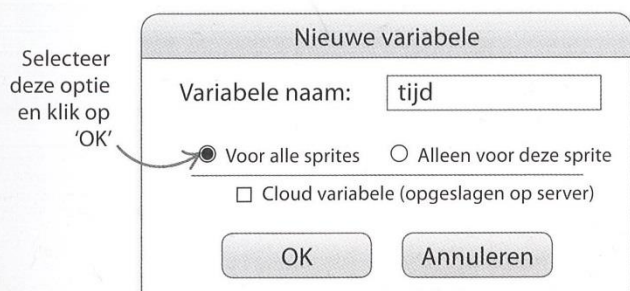 Nieuwe variabele
Selecteer
deze optie
en klik op
'OK'
Variabele naam: tijd
Voor alle sprites Alleen voor deze sprite
Cloud variabele (opgeslagen op server)
OK Annuleren